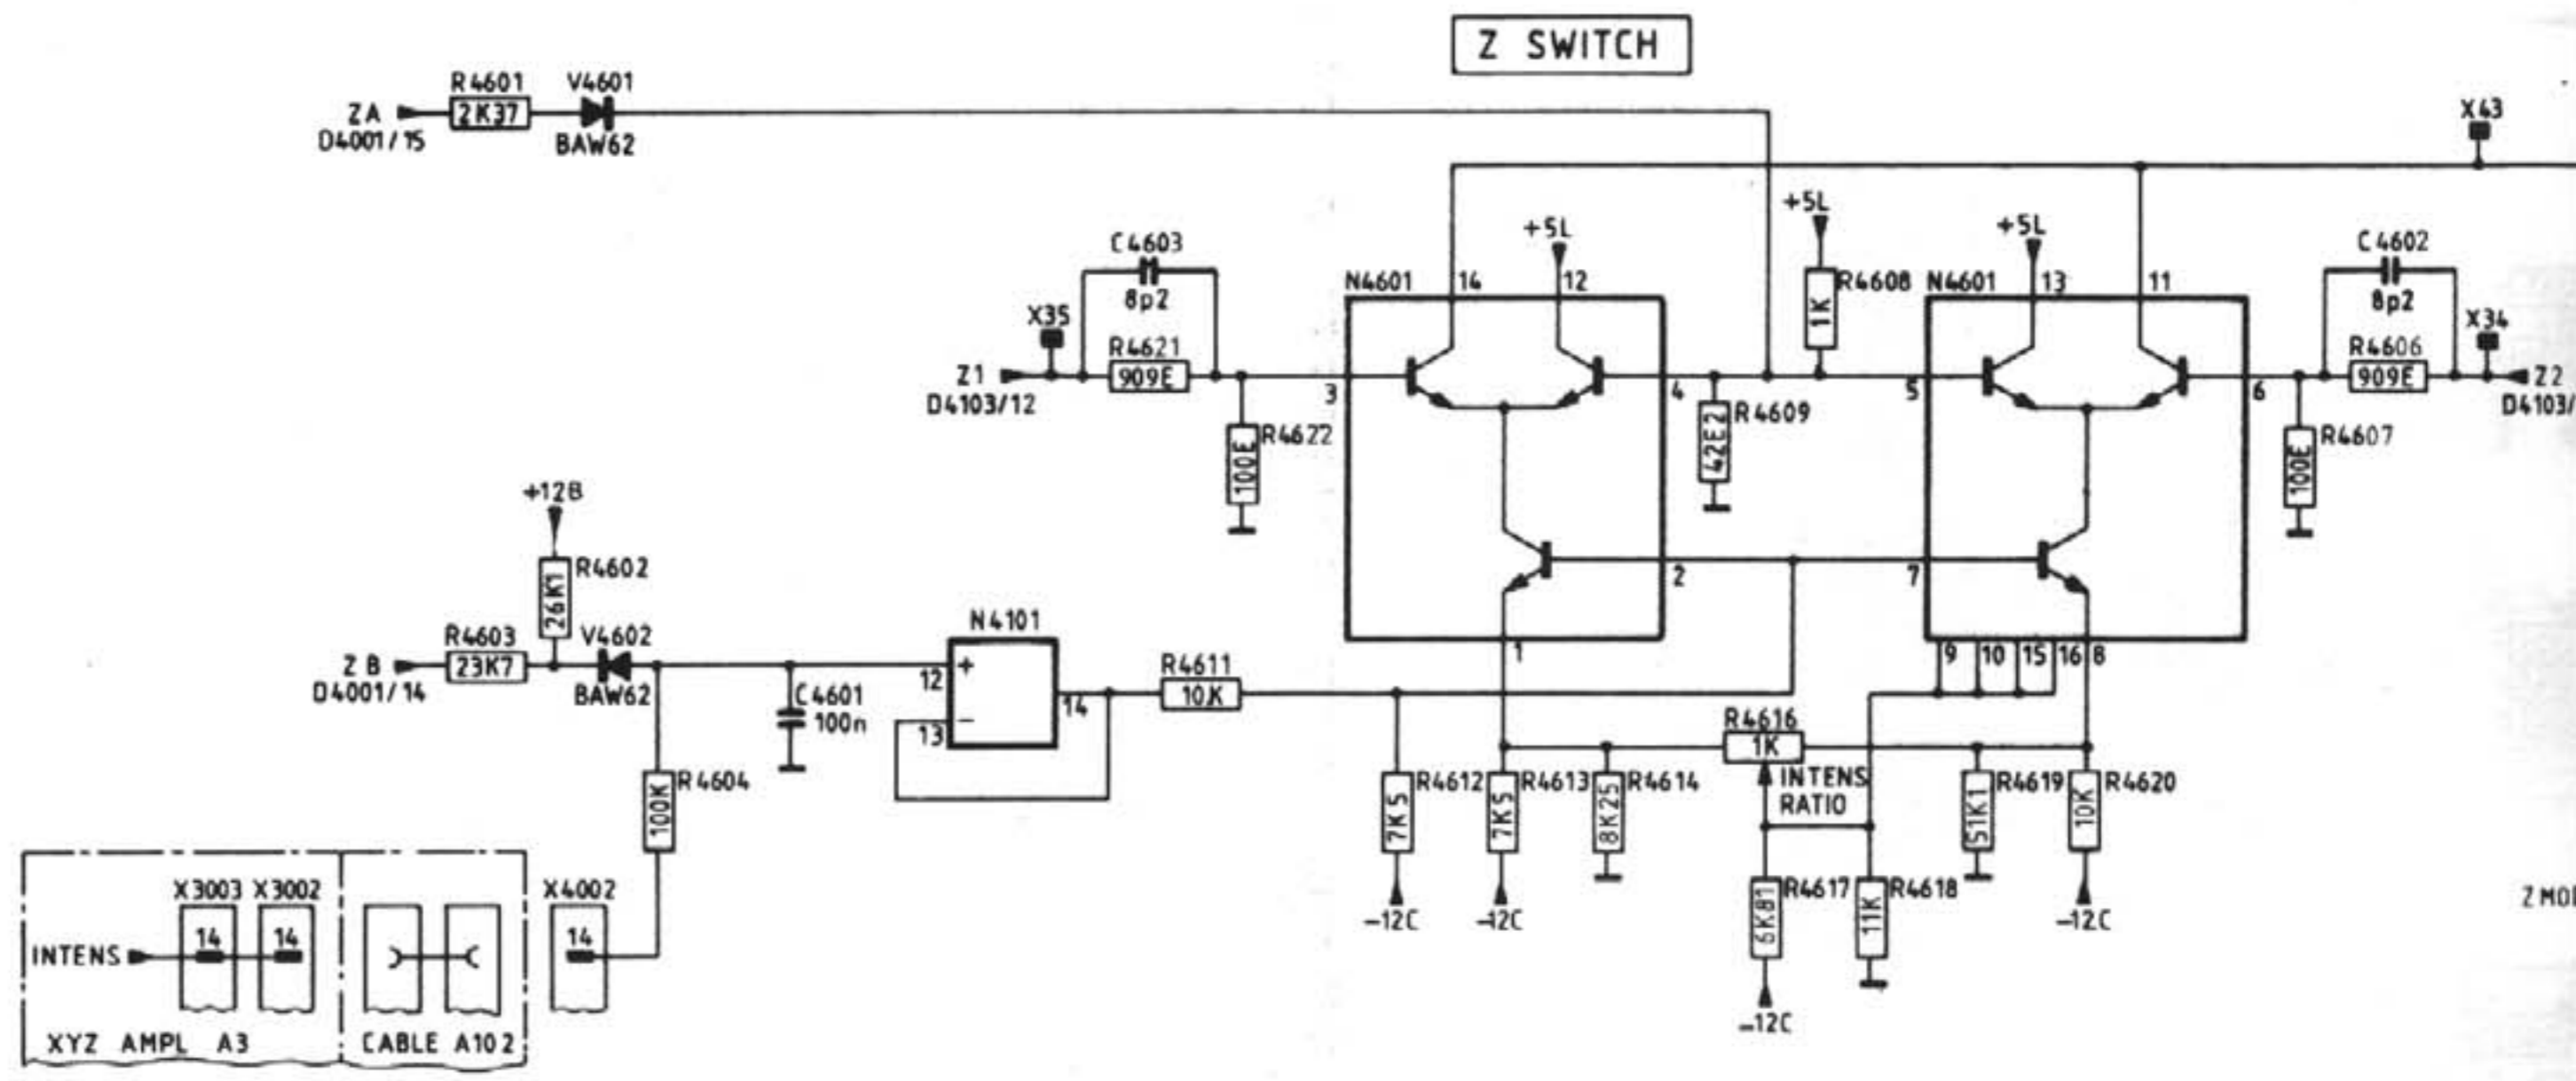 Z SWITCH
R4601
V4601
ZA
2K37
D4001/15
BAW62
X43
+5L
+5L
+5L
C4603
8p2
C4602
8p2
N4601
14
12
R4608
1K
N4601
13
11
X35
R4621
909E
Z1
D4103/12
3
4
5
6
X34
R4606
909E
Z2
D4103/
R4622
100E
R4609
42E2
R4607
100E
+12B
R4602
26K1
2
7
R4603
V4602
N4101
ZB
23K7
D4001/14
BAW62
+
12
C4601
100n
-
13
14
R4611
10K
1
9
10
15
16
8
R4604
100K
R4616
1K
INTENS
RATIO
R4612
7K5
R4613
7K5
R4614
8K25
R4619
51K1
R4620
10K
R4617
6K81
R4618
11K
-12C
-12C
-12C
-12C
Z MO
X3003
X3002
X4002
14
14
14
INTENS
XYZ AMPL A3
CABLE A102